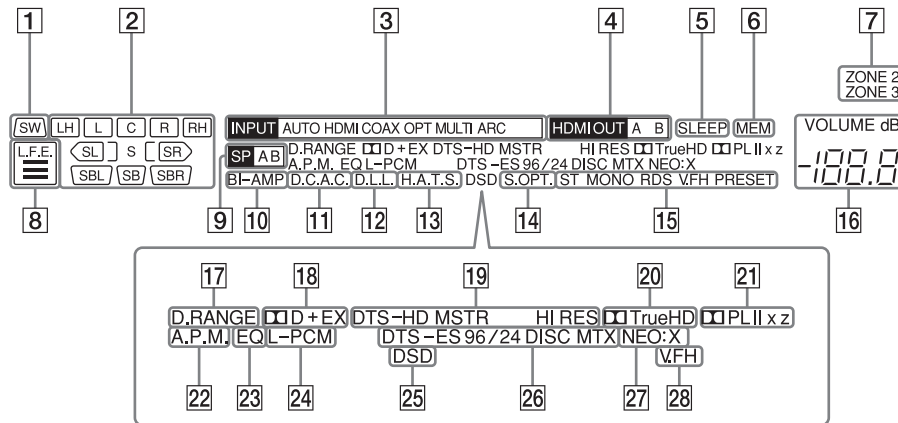 1 2 3 4 5 6 7
ZONE 2
ZONE 3
SW LH L C R RH INPUT AUTO HDMI COAX OPT MULTI ARC HDMI OUT A B SLEEP MEM VOLUME dB
L.F.E. SL S SR SP A B D.RANGE D + EX DTS-HD MSTR HI RES TrueHD PL II x z
A.P.M. EQ L-PCM DTS-ES 96/24 DISC MTX NEO:X
SBL SB SBR BI-AMP D.C.A.C. D.L.L. H.A.T.S. DSD S.OPT. ST MONO RDS V.FH PRESET -188.8
8 9 10 11 12 13 14 15 16
17 18 19 20 21
D.RANGE D + EX DTS-HD MSTR HI RES TrueHD PL II x z
A.P.M. EQ L-PCM DTS-ES 96/24 DISC MTX NEO:X
DSD V.FH
22 23 24 25 26 27 28